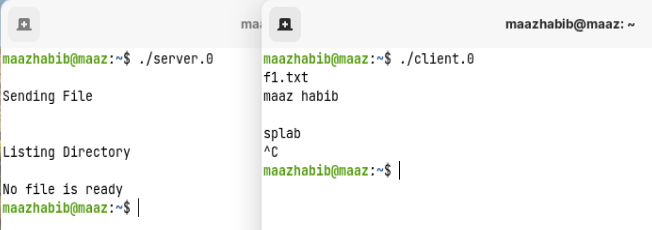 maa
maazhabib@maaz:~$ ./server.0
Sending File
Listing Directory
No file is ready
maazhabib@maaz:~$
maazhabib@maaz: ~
maazhabib@maaz:~$ ./client.0
f1.txt
maaz habib
splab
^C
maazhabib@maaz:~$